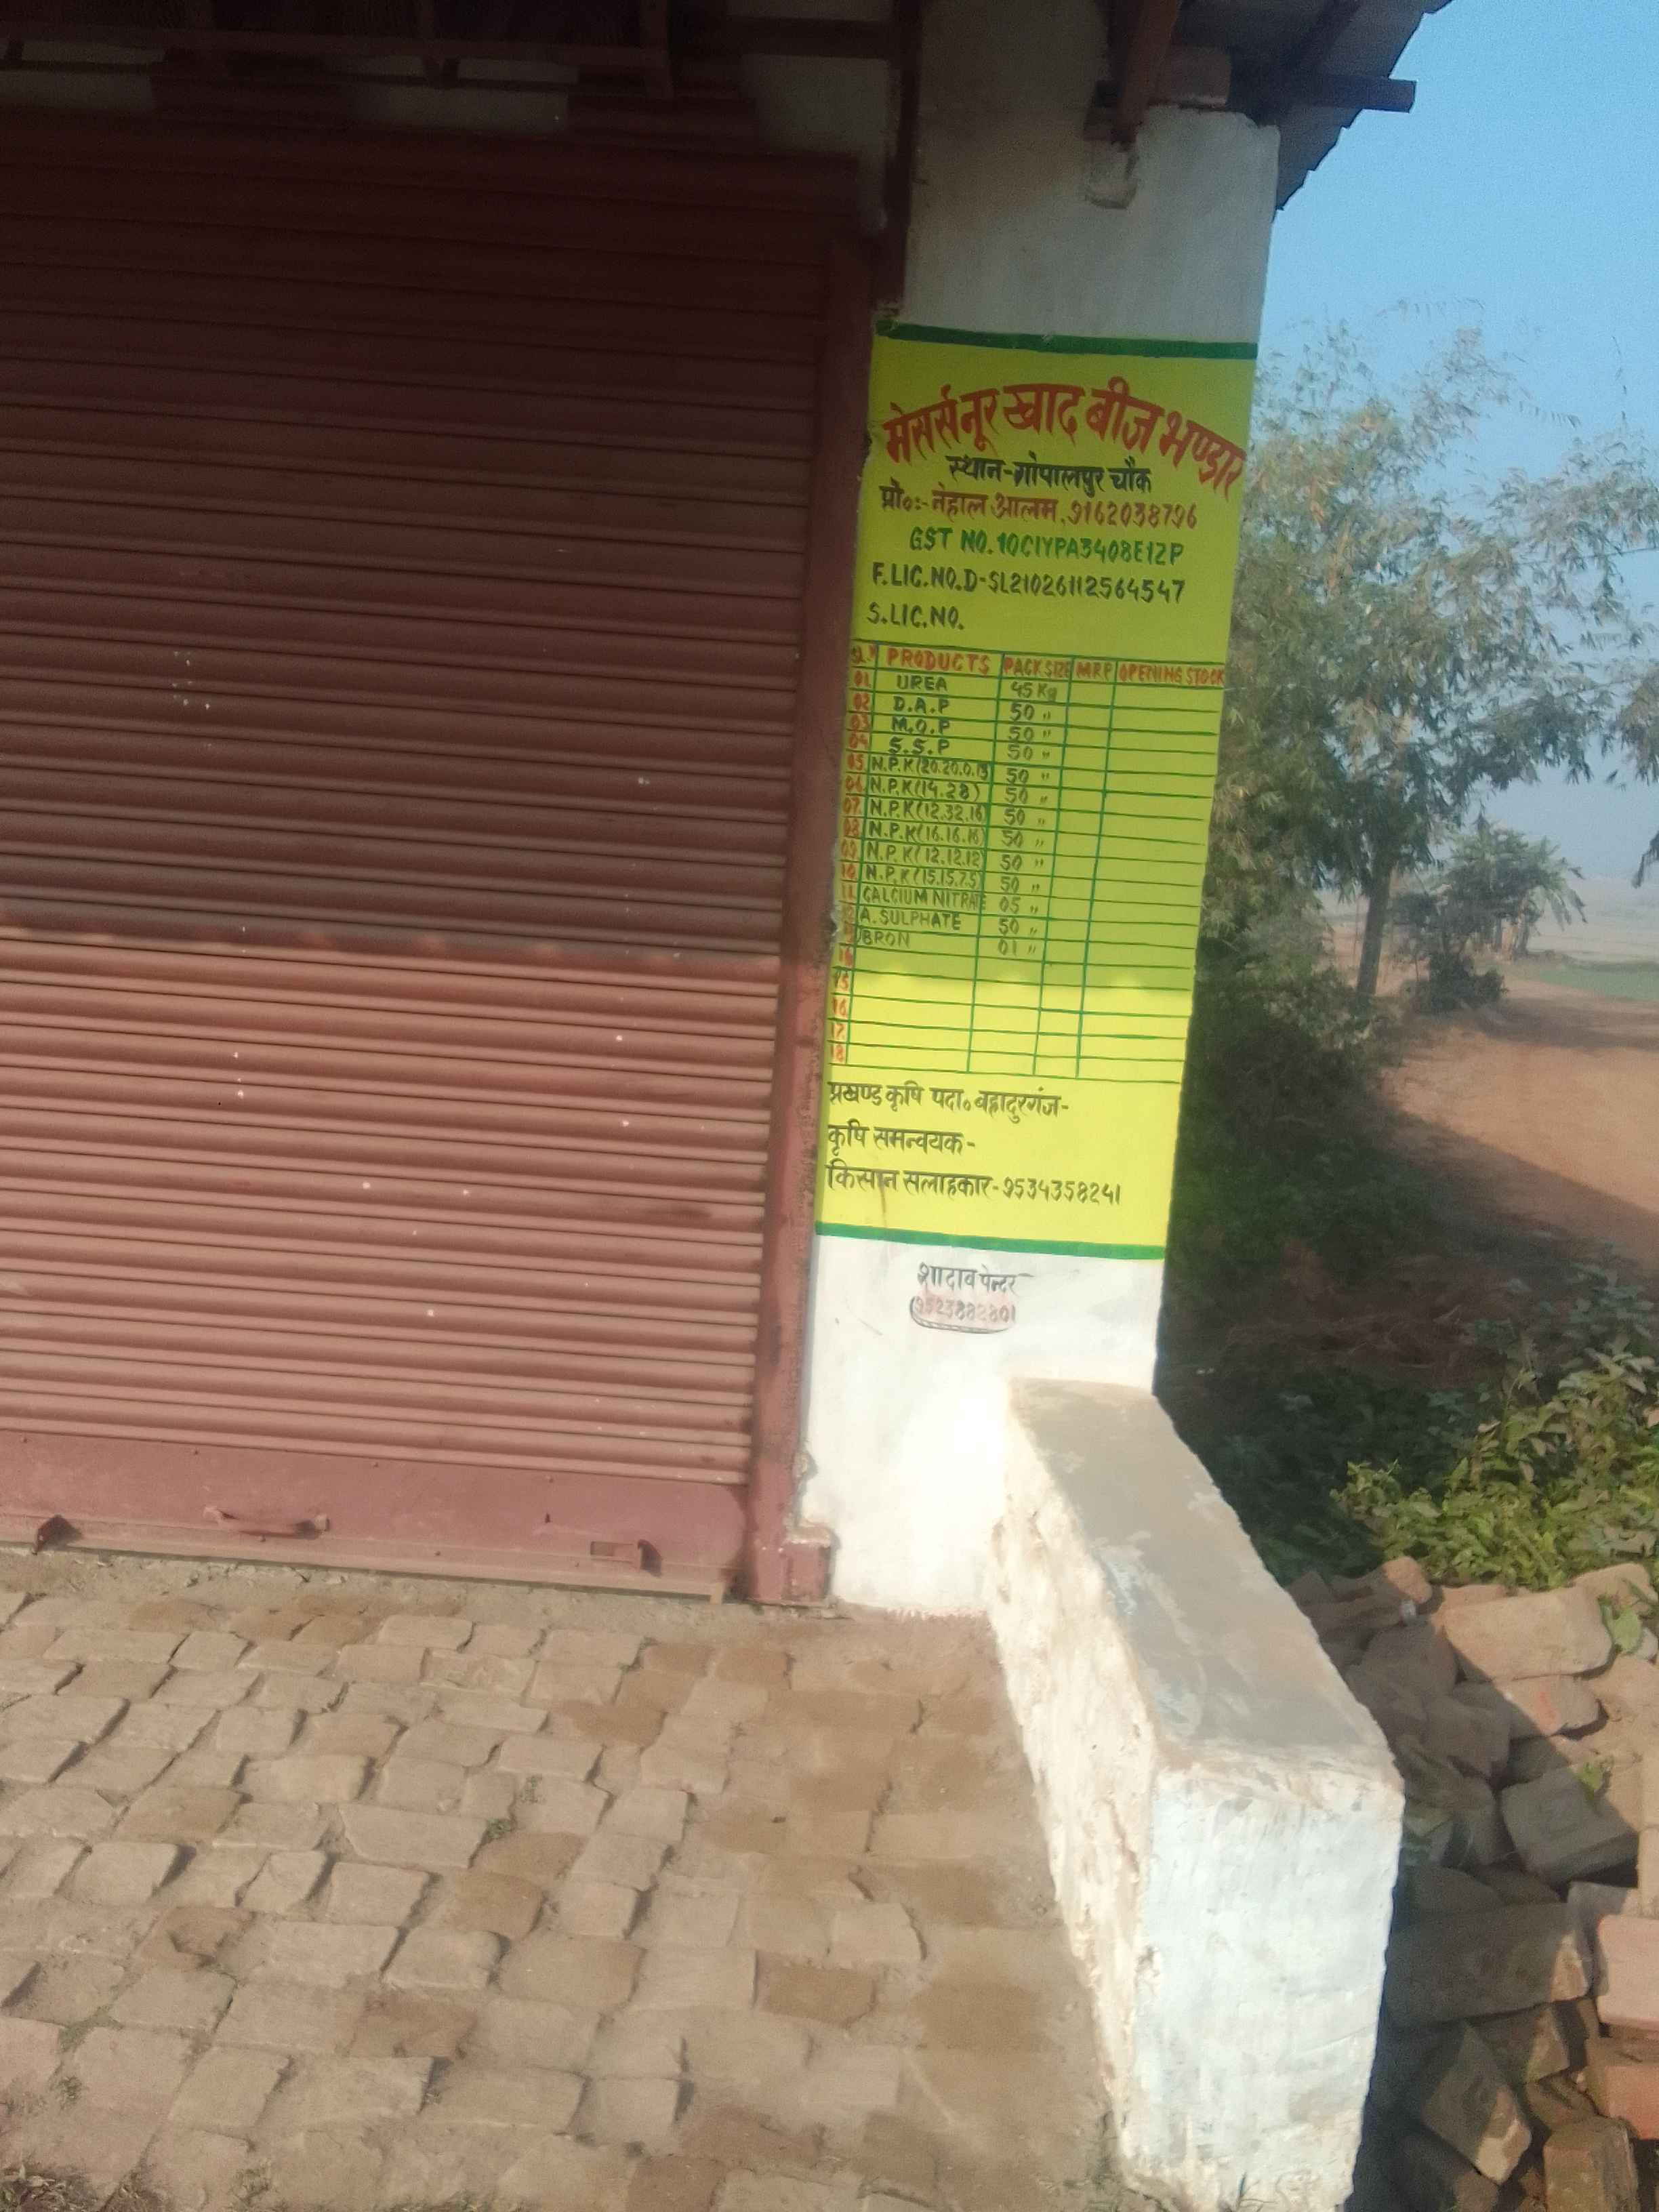 मेसर्स नूर खाद बीज भण्डार
स्थान-गोपालपुर चौक
प्रो०:- नेहाल आलम. 9162038796
GST NO. 10CIYPA3408E1ZP
F.LIC.NO.D-SL210261112564547
S.LIC.NO.
PRODUCTS PACK SIZE MRP OPENING STOCK
01 UREA 45 Kg
02 D.A.P 50 "
03 M.O.P 50 "
04 S.S.P 50 "
05 N.P.K(20.20.0.13) 50 "
06 N.P.K(14.28) 50 "
07 N.P.K(12.32.16) 50 "
08 N.P.K(16.16.16) 50 "
09 N.P.K(12.12.12) 50 "
10 N.P.K(15.15.7.5) 50 "
11 CALCIUM NITRATE 05 "
12 A.SULPHATE 50 "
BRON 01 "
15
16
17
18
प्रखण्ड कृषि पदा० बहादुरगंज-
कृषि समन्वयक-
किसान सलाहकार-9534358241
शादाब पेन्टर
9523882801